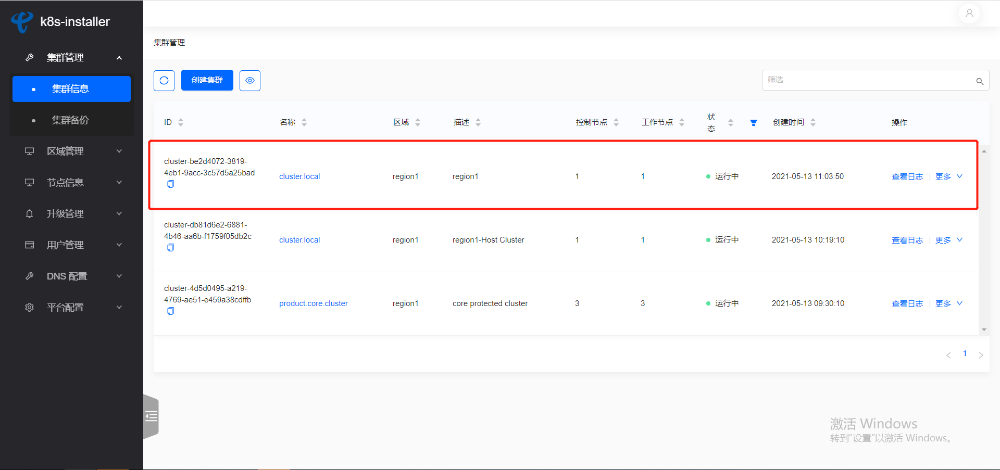 k8s-installer
集群管理
集群信息
集群备份
区域管理
节点信息
升级管理
用户管理
DNS 配置
平台配置
集群管理
创建集群
筛选
ID 名称 区域 描述 控制节点 工作节点 状态 创建时间 操作
cluster-be2d4072-3819-
4eb1-9acc-3c57d5a25bad
cluster.local region1 region1 1 1 运行中 2021-05-13 11:03:50 查看日志 更多
cluster-db81d6e2-6881-
4b46-aa6b-f1759f05db2c
cluster.local region1 region1-Host Cluster 1 1 运行中 2021-05-13 10:19:10 查看日志 更多
cluster-4d5d0495-a219-
4769-ae51-e459a38cdffb
product.core.cluster region1 core protected cluster 3 3 运行中 2021-05-13 09:30:10 查看日志 更多
1
激活 Windows
转到“设置”以激活 Windows。